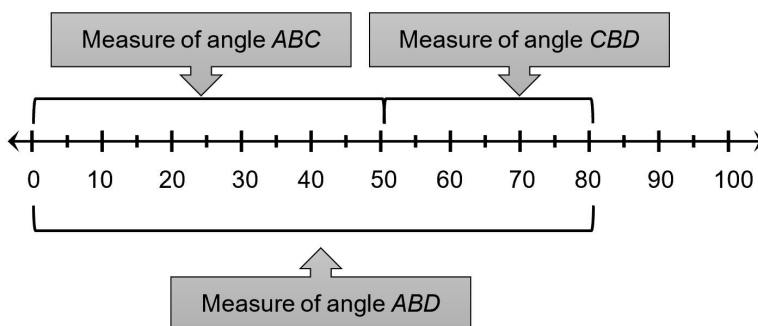 Measure of angle ABC
Measure of angle CBD
0 10 20 30 40 50 60 70 80 90 100
Measure of angle ABD